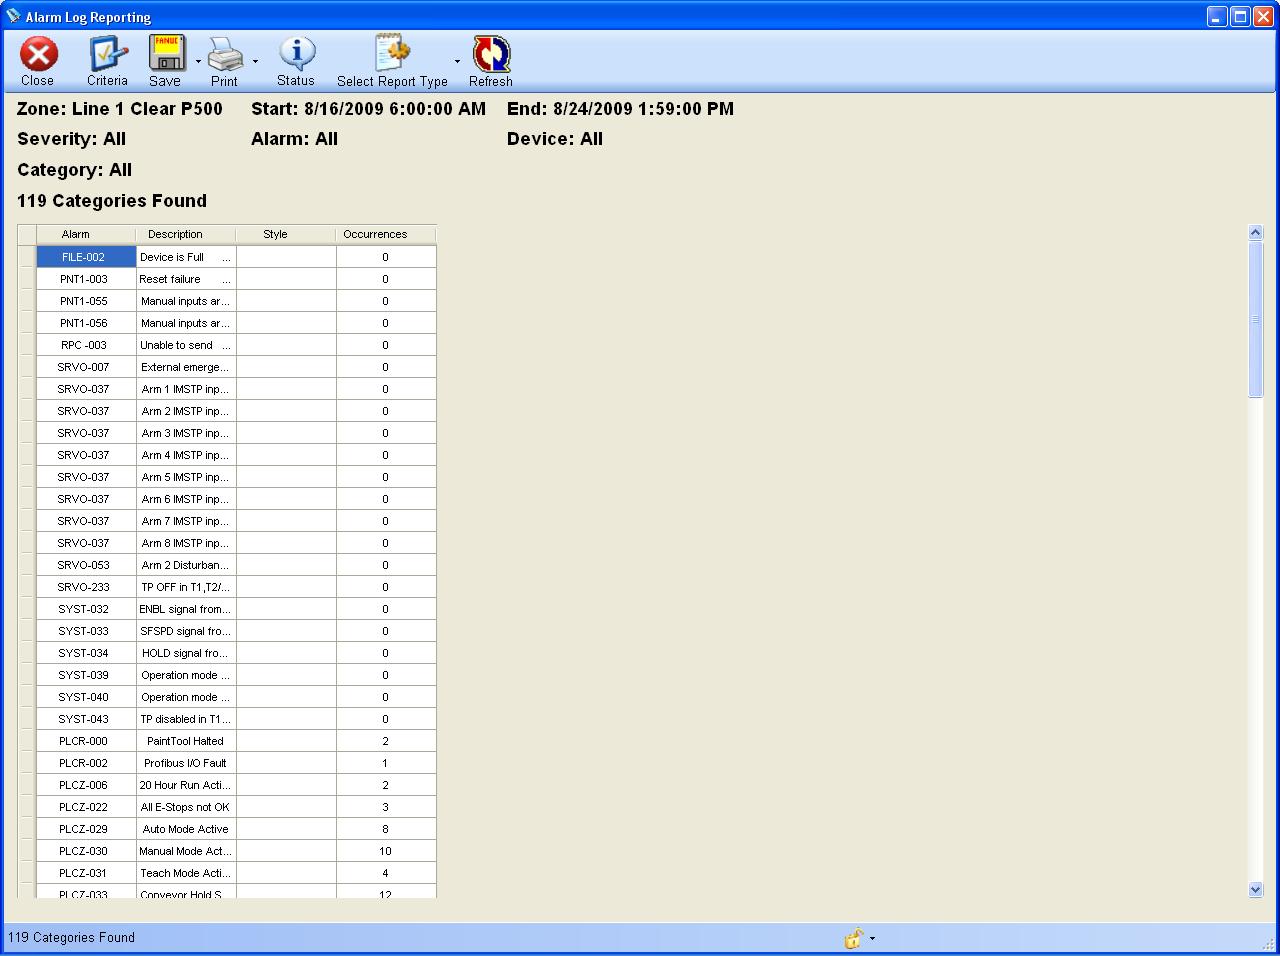 Alarm Log Reporting
FANUC
Close Criteria Save Print Status Select Report Type Refresh
Zone: Line 1 Clear P500 Start: 8/16/2009 6:00:00 AM End: 8/24/2009 1:59:00 PM
Severity: All Alarm: All Device: All
Category: All
119 Categories Found
Alarm Description Style Occurrences
FILE-002 Device is Full ... 0
PNT1-003 Reset failure ... 0
PNT1-055 Manual inputs ar... 0
PNT1-056 Manual inputs ar... 0
RPC -003 Unable to send ... 0
SRVO-007 External emerge... 0
SRVO-037 Arm 1 IMSTP inp... 0
SRVO-037 Arm 2 IMSTP inp... 0
SRVO-037 Arm 3 IMSTP inp... 0
SRVO-037 Arm 4 IMSTP inp... 0
SRVO-037 Arm 5 IMSTP inp... 0
SRVO-037 Arm 6 IMSTP inp... 0
SRVO-037 Arm 7 IMSTP inp... 0
SRVO-037 Arm 8 IMSTP inp... 0
SRVO-053 Arm 2 Disturban... 0
SRVO-233 TP OFF in T1,T2/... 0
SYST-032 ENBL signal from... 0
SYST-033 SFSPD signal fro... 0
SYST-034 HOLD signal fro... 0
SYST-039 Operation mode ... 0
SYST-040 Operation mode ... 0
SYST-043 TP disabled in T1... 0
PLCR-000 PaintTool Halted 2
PLCR-002 Profibus I/O Fault 1
PLCZ-006 20 Hour Run Acti... 2
PLCZ-022 All E-Stops not OK 3
PLCZ-029 Auto Mode Active 8
PLCZ-030 Manual Mode Act... 10
PLCZ-031 Teach Mode Acti... 4
PLCZ-033 Conveyor Hold S... 12
119 Categories Found